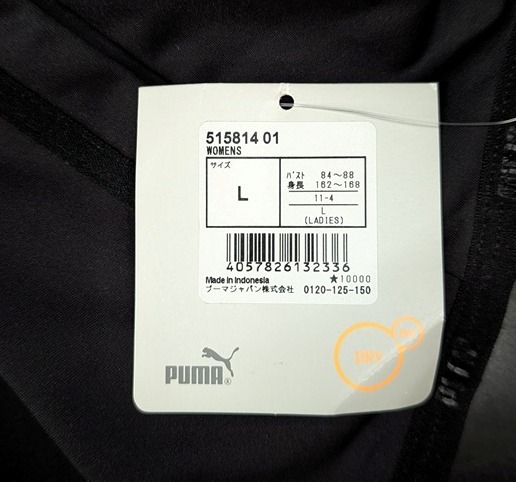 515814 01
WOMENS
サイズ
L
バスト 84～88
身長 162～168
11-4
L
(LADIES)
4057826132336
Made in Indonesia ★10000
プーマジャパン株式会社 0120-125-150
PUMA®
DRY
DRY